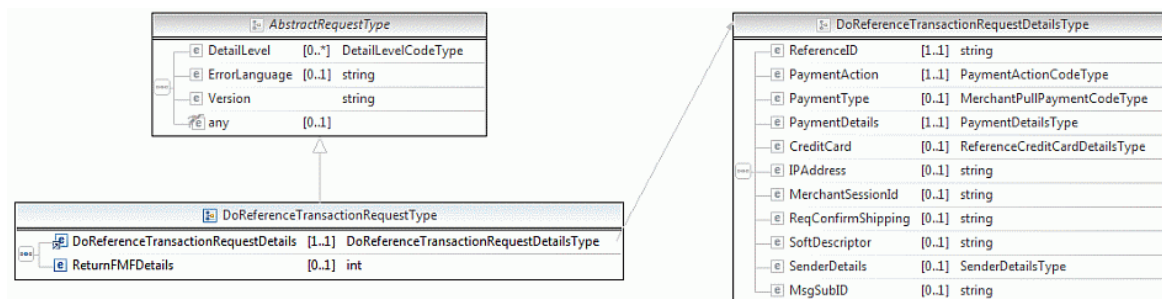 AbstractRequestType
DetailLevel [0..*] DetailLevelCodeType
ErrorLanguage [0..1] string
Version string
any [0..1]
DoReferenceTransactionRequestType
DoReferenceTransactionRequestDetails [1..1] DoReferenceTransactionRequestDetailsType
ReturnFMFDetails [0..1] int
DoReferenceTransactionRequestDetailsType
ReferenceID [1..1] string
PaymentAction [1..1] PaymentActionCodeType
PaymentType [0..1] MerchantPullPaymentCodeType
PaymentDetails [1..1] PaymentDetailsType
CreditCard [0..1] ReferenceCreditCardDetailsType
IPAddress [0..1] string
MerchantSessionId [0..1] string
ReqConfirmShipping [0..1] string
SoftDescriptor [0..1] string
SenderDetails [0..1] SenderDetailsType
MsgSubID [0..1] string